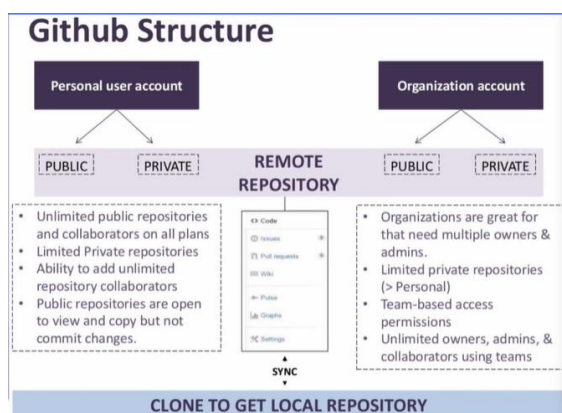 Github Structure
Personal user account
Organization account
PUBLIC
PRIVATE
REMOTE
REPOSITORY
PUBLIC
PRIVATE
• Unlimited public repositories
and collaborators on all plans
• Limited Private repositories
• Ability to add unlimited
repository collaborators
• Public repositories are open
to view and copy but not
commit changes.
<> Code
Issues
Pull requests
Wiki
Pulse
Graphs
Settings
• Organizations are great for
that need multiple owners &
admins.
• Limited private repositories
(> Personal)
• Team-based access
permissions
• Unlimited owners, admins, &
collaborators using teams
SYNC
CLONE TO GET LOCAL REPOSITORY